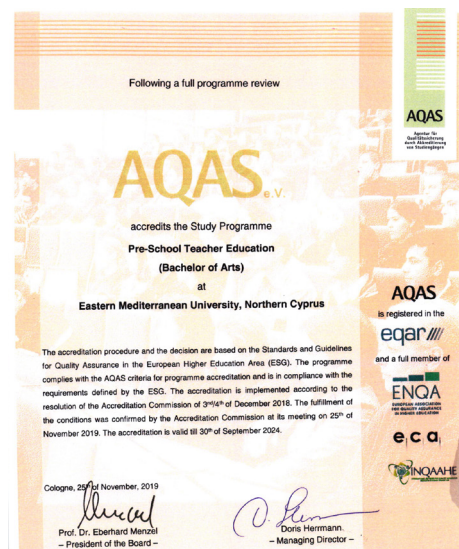 Following a full programme review
AQAS
Agentur für
Qualitätssicherung
durch Akkreditierung
von Studiengängen
AQAS e.V.
accredits the Study Programme
Pre-School Teacher Education
(Bachelor of Arts)
at
Eastern Mediterranean University, Northern Cyprus
The accreditation procedure and the decision are based on the Standards and Guidelines
for Quality Assurance in the European Higher Education Area (ESG). The programme
complies with the AQAS criteria for programme accreditation and is in compliance with the
requirements defined by the ESG. The accreditation is implemented according to the
resolution of the Accreditation Commission of 3rd/4th of December 2018. The fulfillment of
the conditions was confirmed by the Accreditation Commission at its meeting on 25th of
November 2019. The accreditation is valid till 30th of September 2024.
Cologne, 25th of November, 2019
Prof. Dr. Eberhard Menzel
– President of the Board –
Doris Herrmann
– Managing Director –
AQAS
is registered in the
eqar
and a full member of
ENQA
EUROPEAN ASSOCIATION
FOR QUALITY ASSURANCE
IN HIGHER EDUCATION
eca
INQAAHE